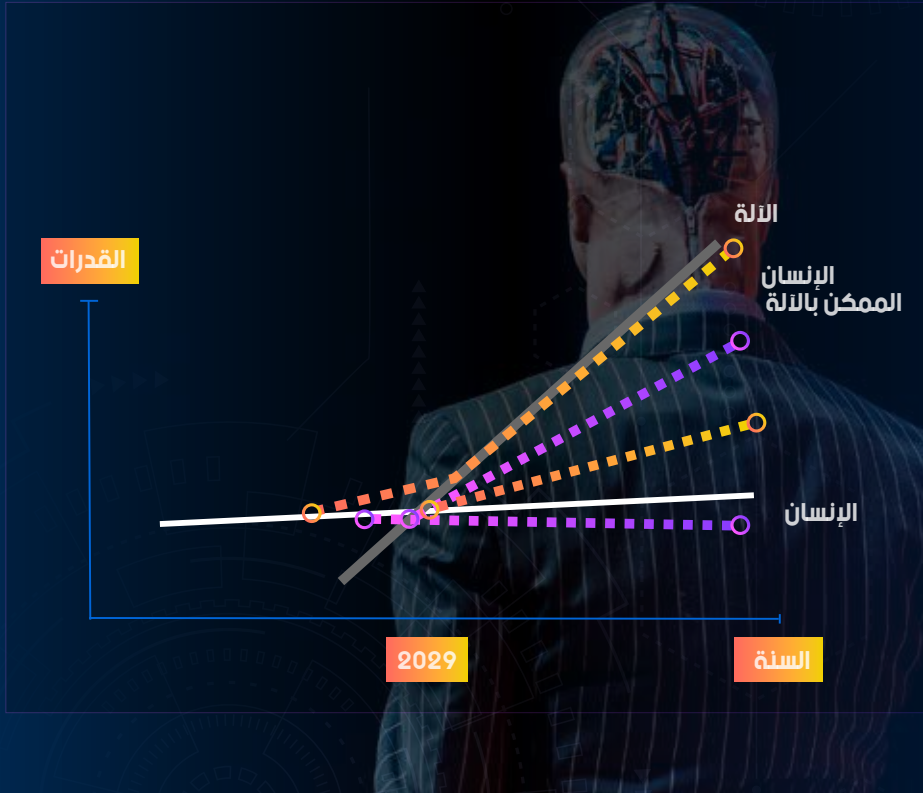 الآلة
القدرات
الإنسان
الممكن بالآلة
الإنسان
2029
السنة